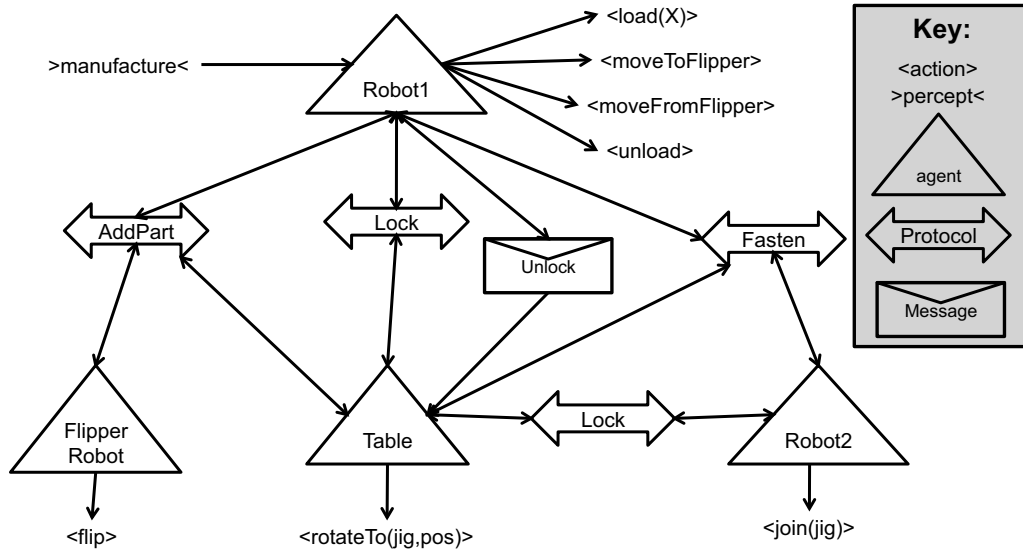 >manufacture<
Robot1
<load(X)>
<moveToFlipper>
<moveFromFlipper>
<unload>
Key:
<action>
>percept<
agent
Protocol
Message
AddPart
Lock
Unlock
Fasten
Flipper
Robot
Table
Lock
Robot2
<flip>
<rotateTo(jig,pos)>
<join(jig)>